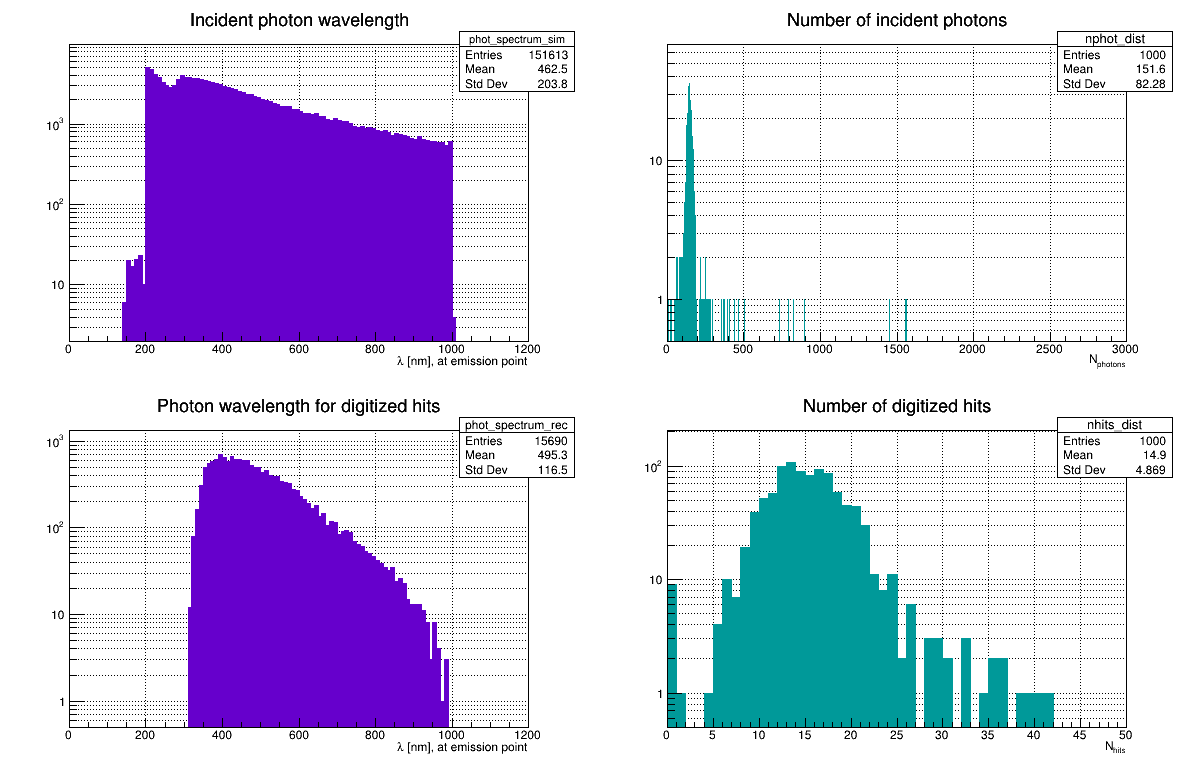 Incident photon wavelength
phot_spectrum_sim
Entries 151613
Mean 462.5
Std Dev 203.8
10³
10²
10
0 200 400 600 800 1000 1200
λ [nm], at emission point
Number of incident photons
nphot_dist
Entries 1000
Mean 151.6
Std Dev 82.28
10
1
0 500 1000 1500 2000 2500 3000
Nphotons
Photon wavelength for digitized hits
phot_spectrum_rec
Entries 15690
Mean 495.3
Std Dev 116.5
10³
10²
10
1
0 200 400 600 800 1000 1200
λ [nm], at emission point
Number of digitized hits
nhits_dist
Entries 1000
Mean 14.9
Std Dev 4.869
10²
10
1
0 5 10 15 20 25 30 35 40 45 50
Nhits